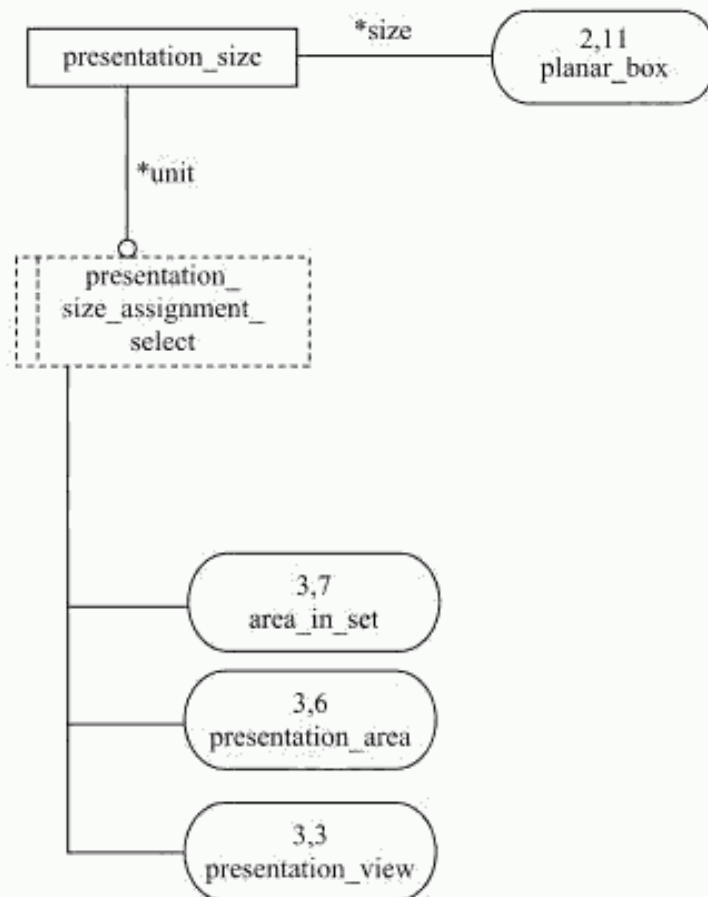 presentation_size
*size
2,11
planar_box
*unit
presentation_
size_assignment_
select
3,7
area_in_set
3,6
presentation_area
3,3
presentation_view